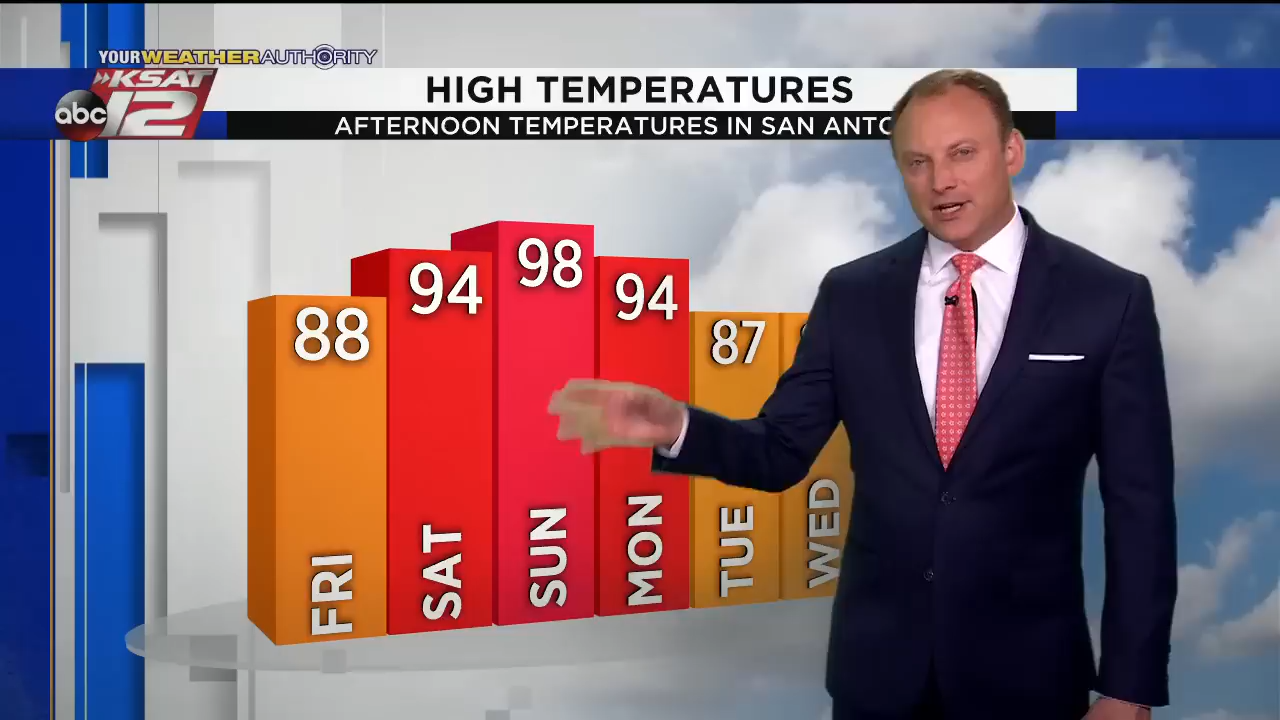 YOURWEATHERAUTHORITY
KSAT
abc 12
HIGH TEMPERATURES
AFTERNOON TEMPERATURES IN SAN
88
94
98
94
87
FRI
SAT
SUN
MON
TUE
WED